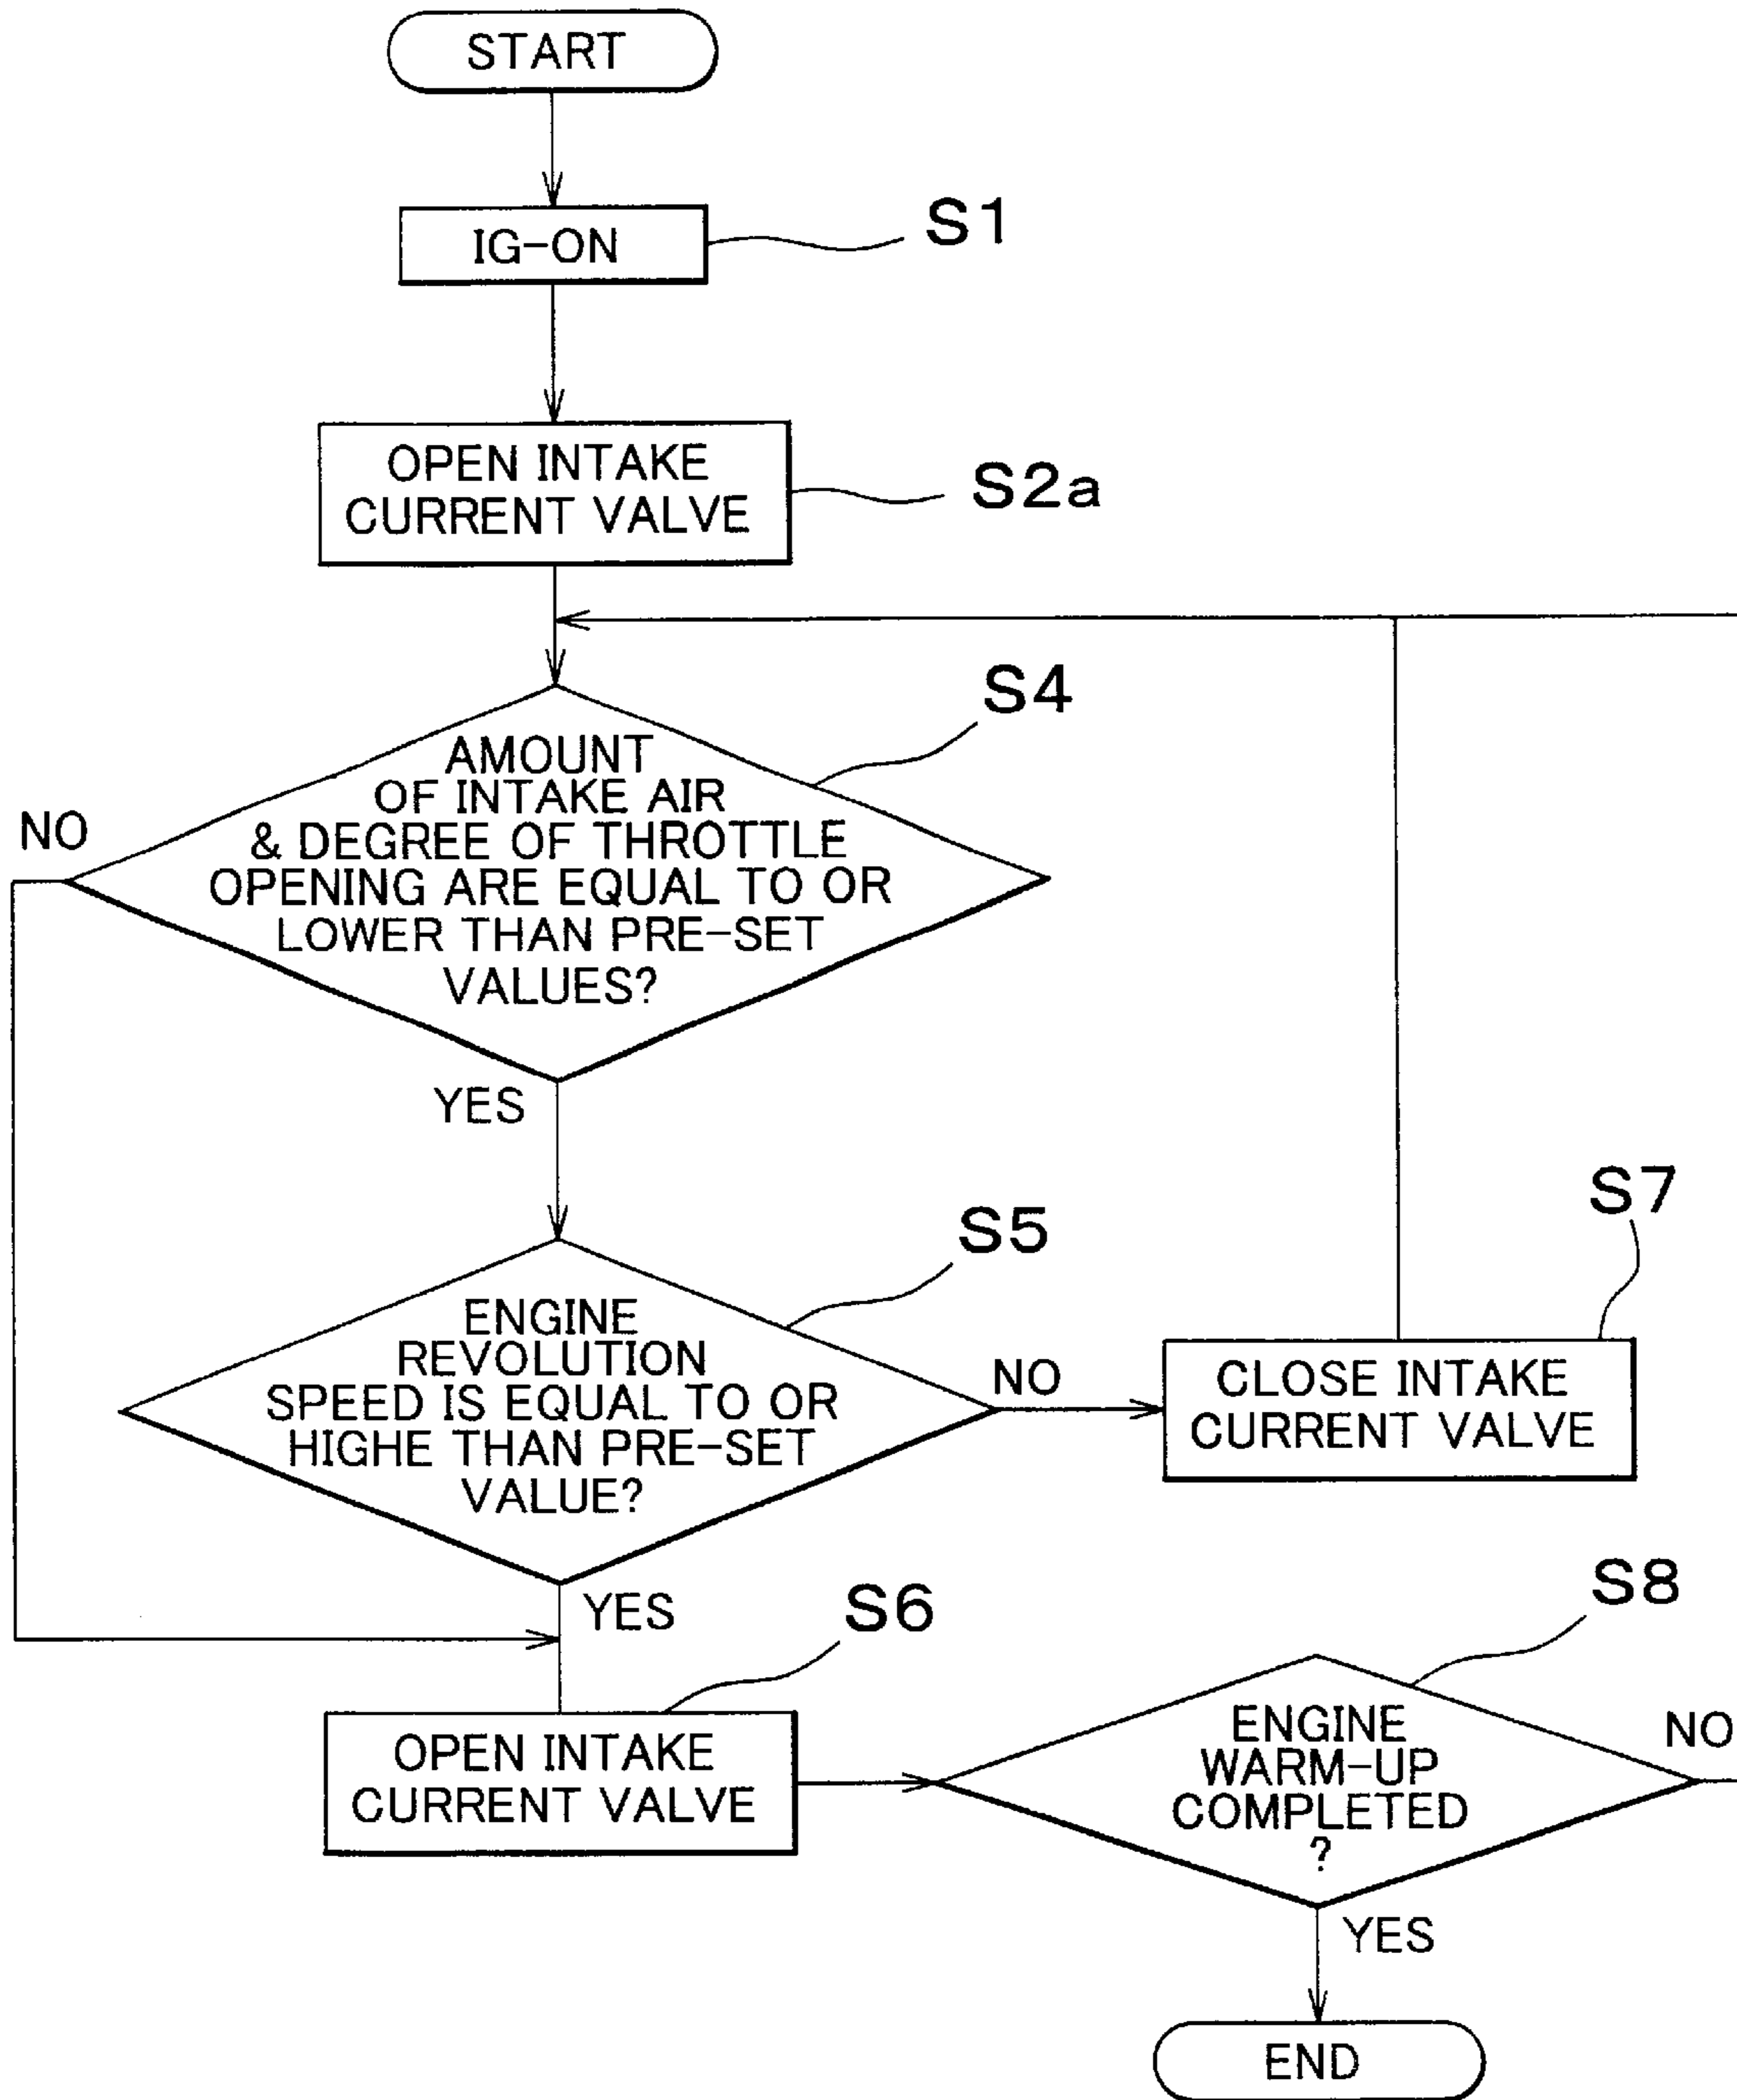 START
IG-ON
S1
OPEN INTAKE
CURRENT VALVE
S2a
S4
AMOUNT
OF INTAKE AIR
& DEGREE OF THROTTLE
OPENING ARE EQUAL TO OR
LOWER THAN PRE-SET
VALUES?
NO
YES
S5
ENGINE
REVOLUTION
SPEED IS EQUAL TO OR
HIGHE THAN PRE-SET
VALUE?
NO
S7
CLOSE INTAKE
CURRENT VALVE
YES
S6
OPEN INTAKE
CURRENT VALVE
S8
ENGINE
WARM-UP
COMPLETED
?
NO
YES
END